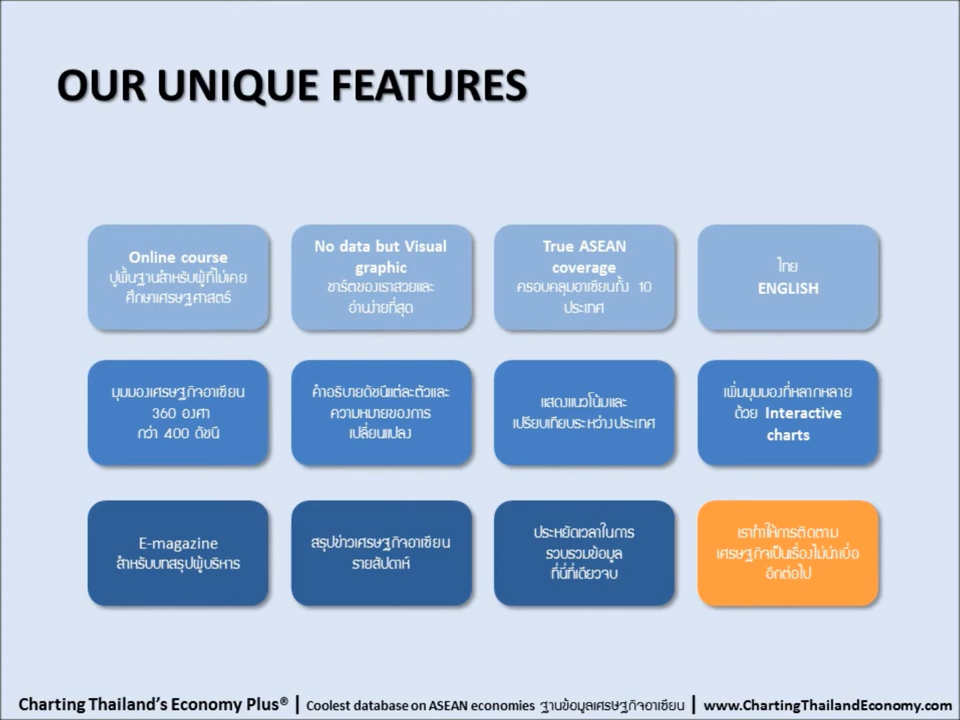 OUR UNIQUE FEATURES
Online course
ปูพื้นฐานสำหรับผู้ที่ไม่เคย
ศึกษาเศรษฐศาสตร์
No data but Visual
graphic
ชาร์ตของเราสวยและ
อ่านง่ายที่สุด
True ASEAN
coverage
ครอบคลุมอาเซียนทั้ง 10
ประเทศ
ไทย
ENGLISH
มุมมองเศรษฐกิจอาเซียน
360 องศา
กว่า 400 ดัชนี
คำอธิบายดัชนีแต่ละตัวและ
ความหมายของการ
เปลี่ยนแปลง
แสดงแนวโน้มและ
เปรียบเทียบระหว่างประเทศ
เพิ่มมุมมองที่หลากหลาย
ด้วย Interactive
charts
E-magazine
สำหรับบทสรุปผู้บริหาร
สรุปข่าวเศรษฐกิจอาเซียน
รายสัปดาห์
ประหยัดเวลาในการ
รวบรวมข้อมูล
ที่นี่ที่เดียวจบ
เราทำให้การติดตาม
เศรษฐกิจเป็นเรื่องไม่น่าเบื่อ
อีกต่อไป
Charting Thailand's Economy Plus® | Coolest database on ASEAN economies ฐานข้อมูลเศรษฐกิจอาเซียน | www.ChartingThailandEconomy.com